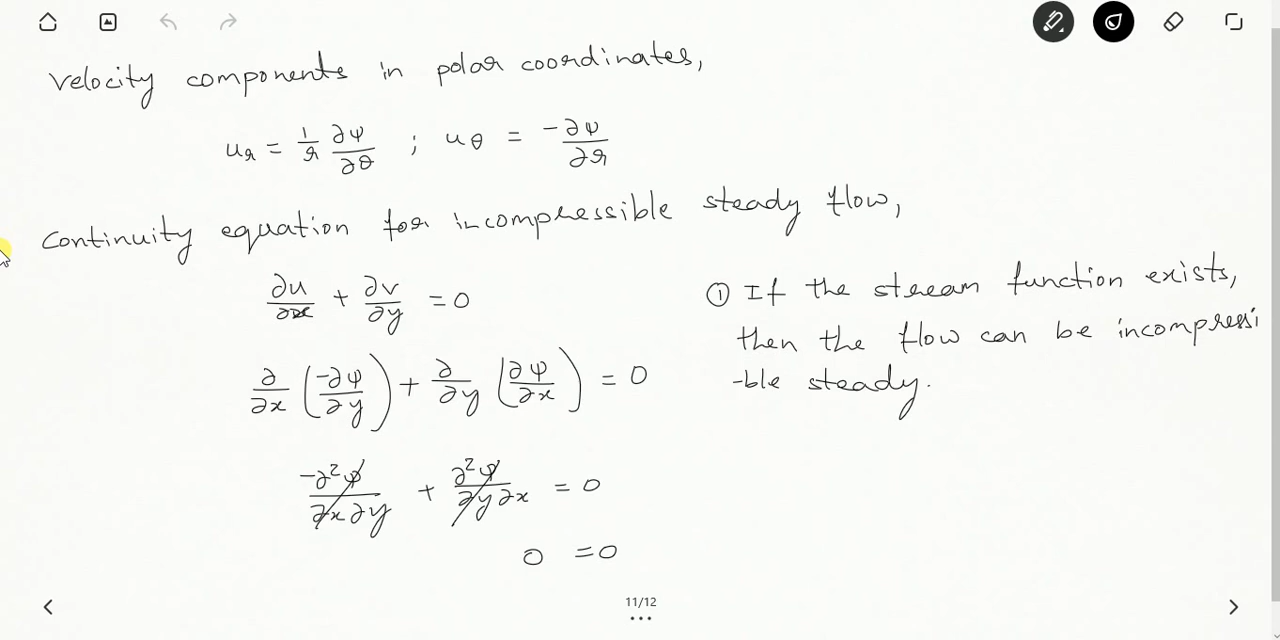 velocity components in polar coordinates,
u_r = 1/r ∂ψ/∂θ ; u_θ = -∂ψ/∂r
Continuity equation for incompressible steady flow,
∂u/∂x + ∂v/∂y = 0
∂/∂x (-∂ψ/∂y) + ∂/∂y (∂ψ/∂x) = 0
-∂²ψ/∂x∂y + ∂²ψ/∂y∂x = 0
0 = 0
① If the stream function exists,
then the flow can be incompressi
-ble steady.
11/12